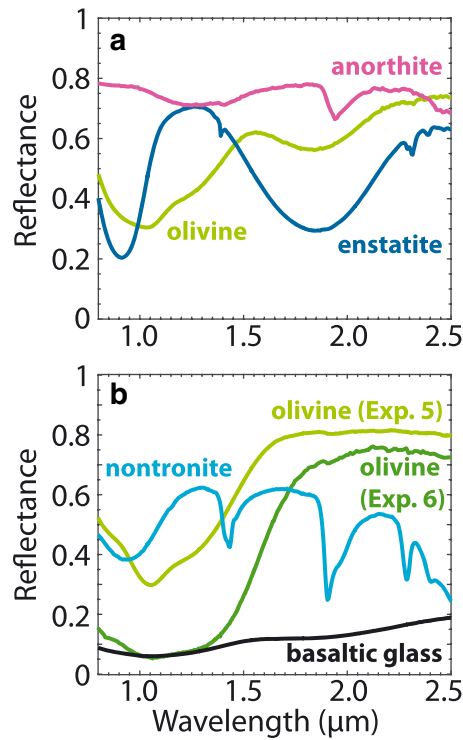 a
1
0.8
0.6
0.4
0.2
0
Reflectance
anorthite
olivine
enstatite
1.0 1.5 2.0 2.5
b
1
0.8
0.6
0.4
0.2
0
Reflectance
olivine (Exp. 5)
nontronite
olivine
(Exp. 6)
basaltic glass
1.0 1.5 2.0 2.5
Wavelength (μm)